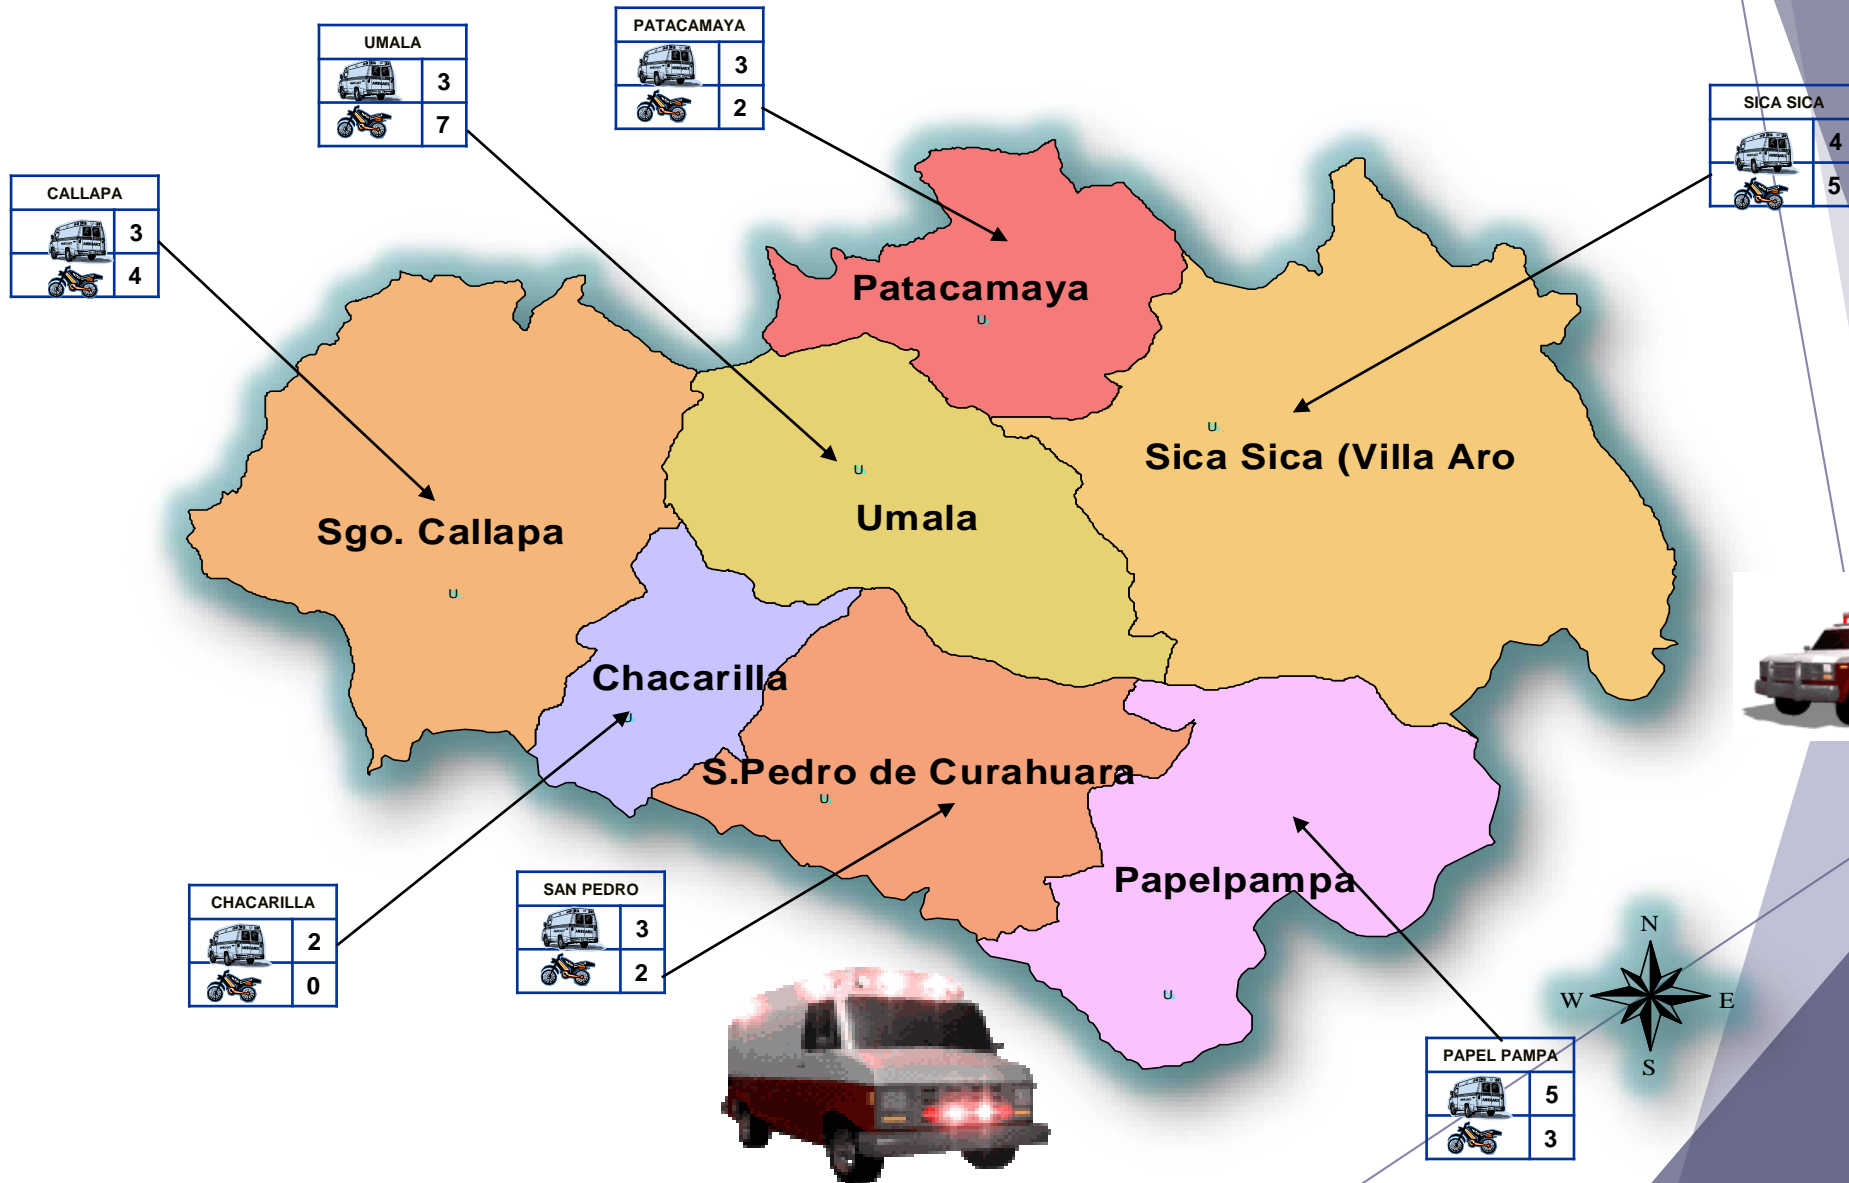 PATACAMAYA
3
2
UMALA
3
7
SICA SICA
4
5
CALLAPA
3
4
Patacamaya
U
Sica Sica (Villa Aro
U
Umala
U
Sgo. Callapa
U
Chacarilla
U
S.Pedro de Curahuara
U
Papelpampa
U
CHACARILLA
2
0
SAN PEDRO
3
2
PAPEL PAMPA
5
3
N
W E
S